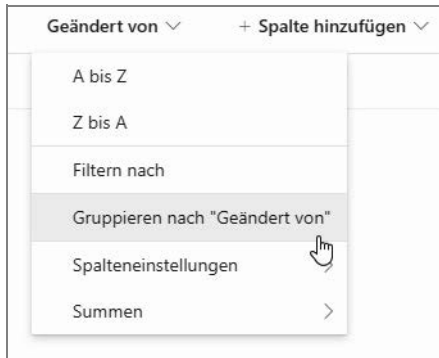 Geändert von + Spalte hinzufügen
A bis Z
Z bis A
Filtern nach
Gruppieren nach "Geändert von"
Spalteneinstellungen
Summen